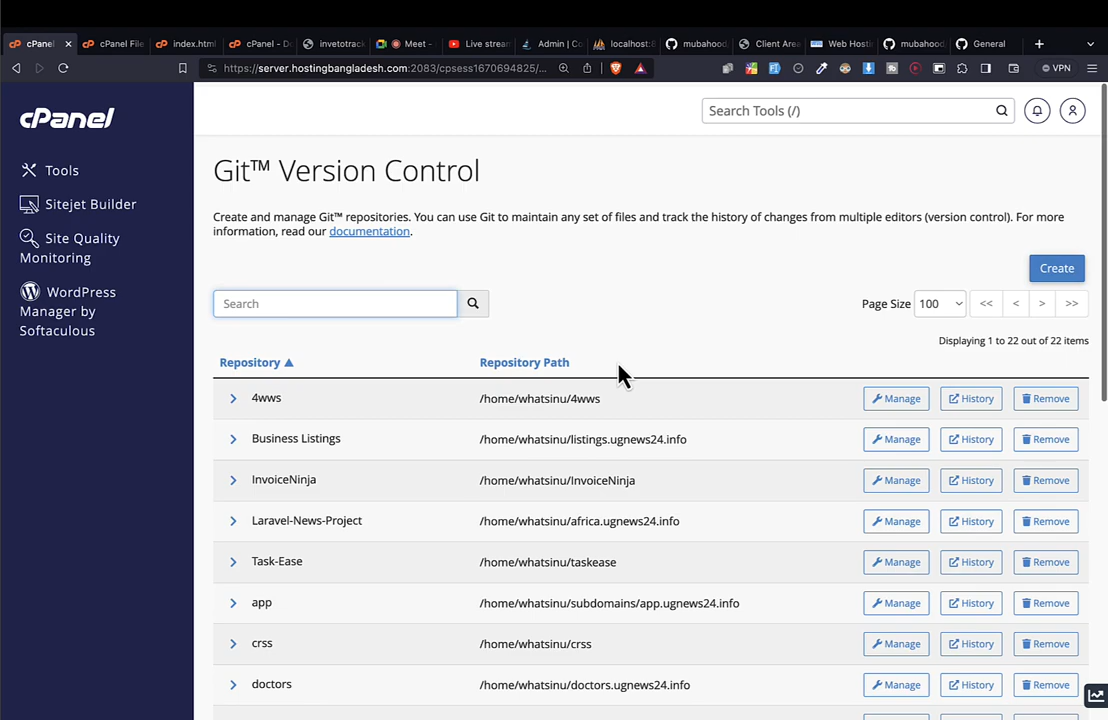 cPanel
cPanel File
index.html
cPanel - Do
invetotrack
Meet -
Live stream
Admin | Co
localhost:8
mubahood
Client Area
Web Hosti
mubahood
General
https://server.hostingbangladesh.com:2083/cpsess1670694825/...
VPN
cPanel
Search Tools (/)
Tools
Sitejet Builder
Site Quality
Monitoring
WordPress
Manager by
Softaculous
Git™ Version Control
Create and manage Git™ repositories. You can use Git to maintain any set of files and track the history of changes from multiple editors (version control). For more
information, read our documentation.
Create
Search
Page Size 100 << < > >>
Displaying 1 to 22 out of 22 items
Repository Repository Path
4wws /home/whatsinu/4wws Manage History Remove
Business Listings /home/whatsinu/listings.ugnews24.info Manage History Remove
InvoiceNinja /home/whatsinu/InvoiceNinja Manage History Remove
Laravel-News-Project /home/whatsinu/africa.ugnews24.info Manage History Remove
Task-Ease /home/whatsinu/taskease Manage History Remove
app /home/whatsinu/subdomains/app.ugnews24.info Manage History Remove
crss /home/whatsinu/crss Manage History Remove
doctors /home/whatsinu/doctors.ugnews24.info Manage History Remove